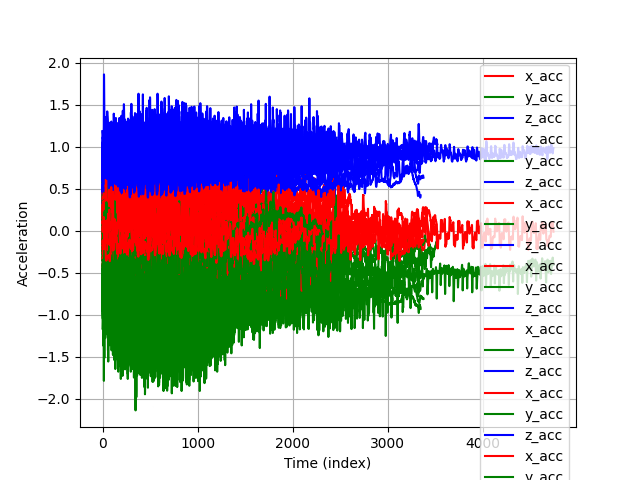 2.0
1.5
1.0
0.5
0.0
−0.5
−1.0
−1.5
−2.0
Acceleration
0
1000
2000
3000
4000
Time (index)
x_acc
y_acc
z_acc
x_acc
y_acc
z_acc
x_acc
y_acc
z_acc
x_acc
y_acc
z_acc
x_acc
y_acc
z_acc
x_acc
y_acc
z_acc
x_acc
y_acc